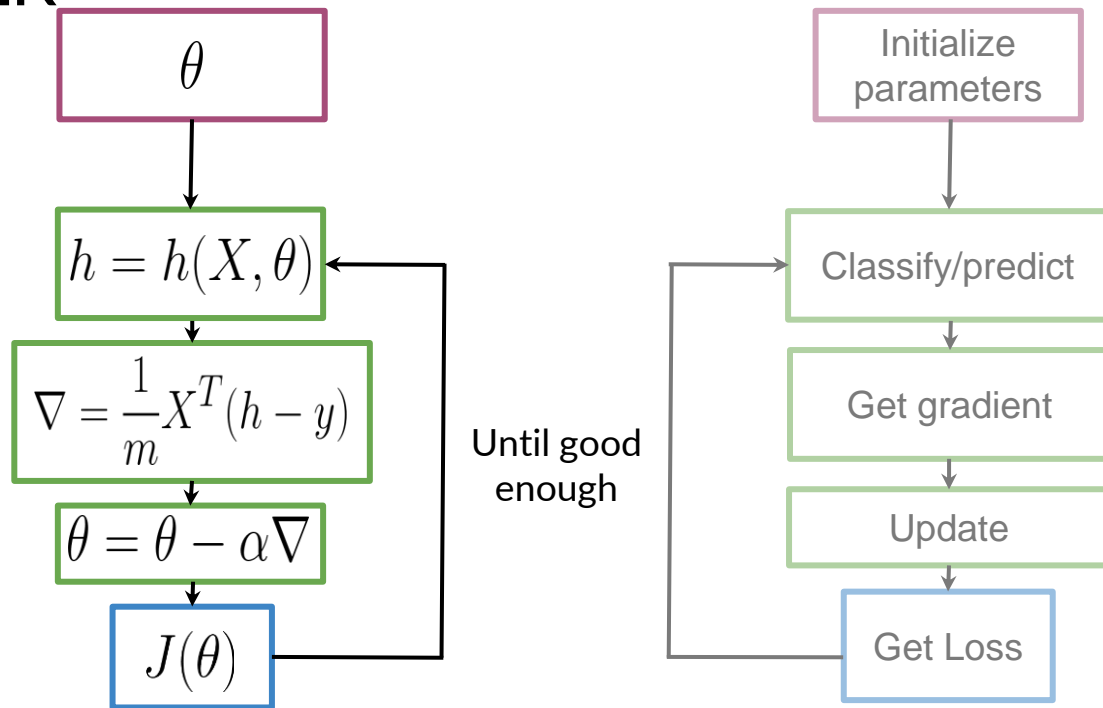 θ
h = h(X, θ)
∇ = 1/m X^T (h − y)
θ = θ − α∇
J(θ)
Until good
enough
Initialize
parameters
Classify/predict
Get gradient
Update
Get Loss